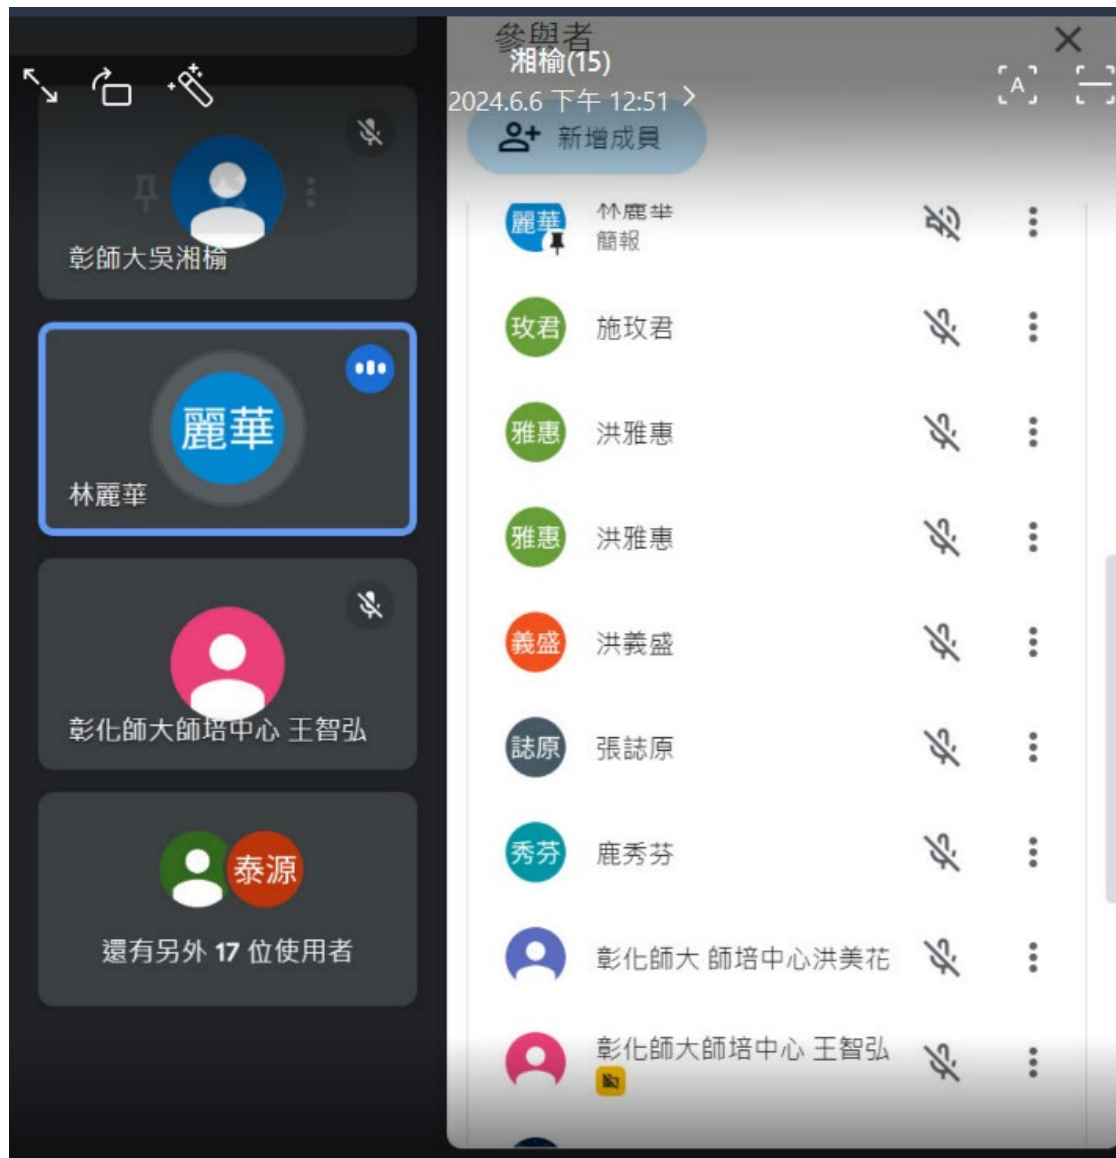 參與者
湘榆(15)
2024.6.6 下午 12:51
新增成員
彰師大吳湘榆
麗華
林麗華
彰化師大師培中心 王智弘
泰源
還有另外 17 位使用者
麗華
林麗華
簡報
玫君
施玫君
雅惠
洪雅惠
雅惠
洪雅惠
義盛
洪義盛
誌原
張誌原
秀芬
鹿秀芬
彰化師大 師培中心洪美花
彰化師大師培中心 王智弘